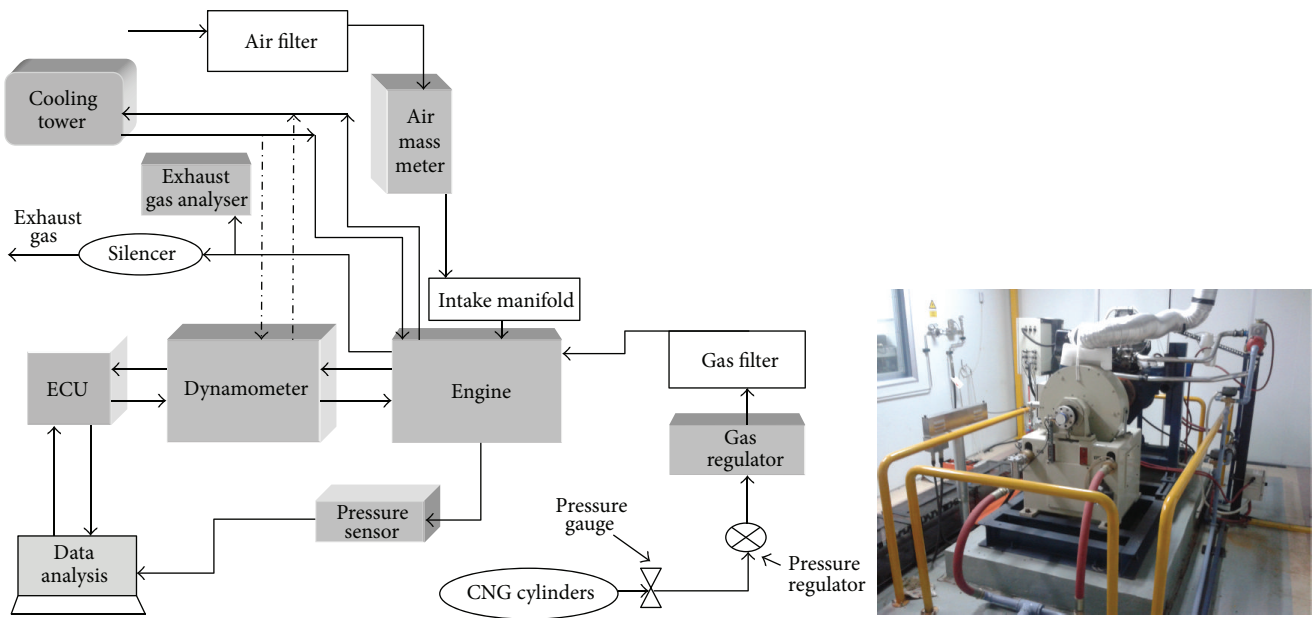 Air filter
Cooling
tower
Air
mass
meter
Exhaust
gas analyser
Exhaust
gas
Silencer
Intake manifold
ECU
Dynamometer
Engine
Gas filter
Gas
regulator
Pressure
sensor
Pressure
gauge
Data
analysis
CNG cylinders
Pressure
regulator